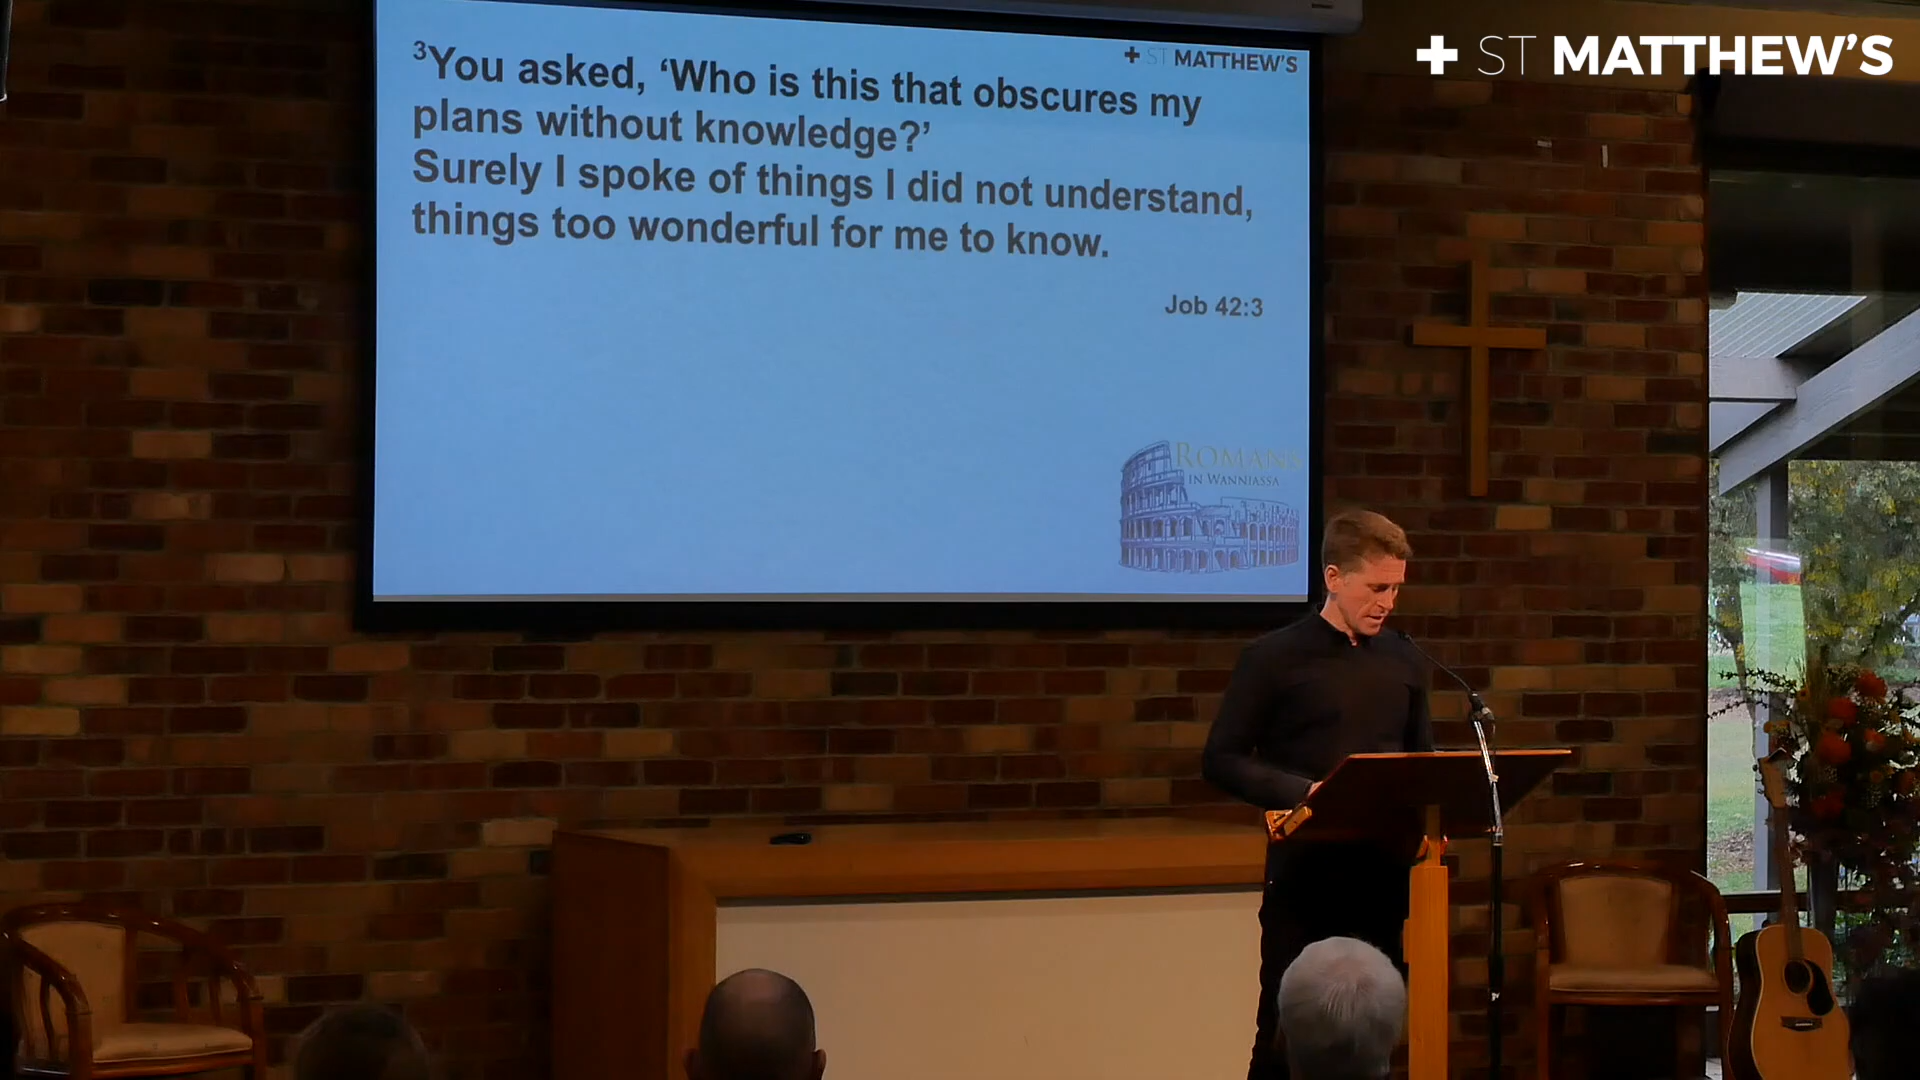 + ST MATTHEW'S
+ ST MATTHEW'S
³You asked, ‘Who is this that obscures my
plans without knowledge?’
Surely I spoke of things I did not understand,
things too wonderful for me to know.
Job 42:3
ROMANS
IN WANNIASSA